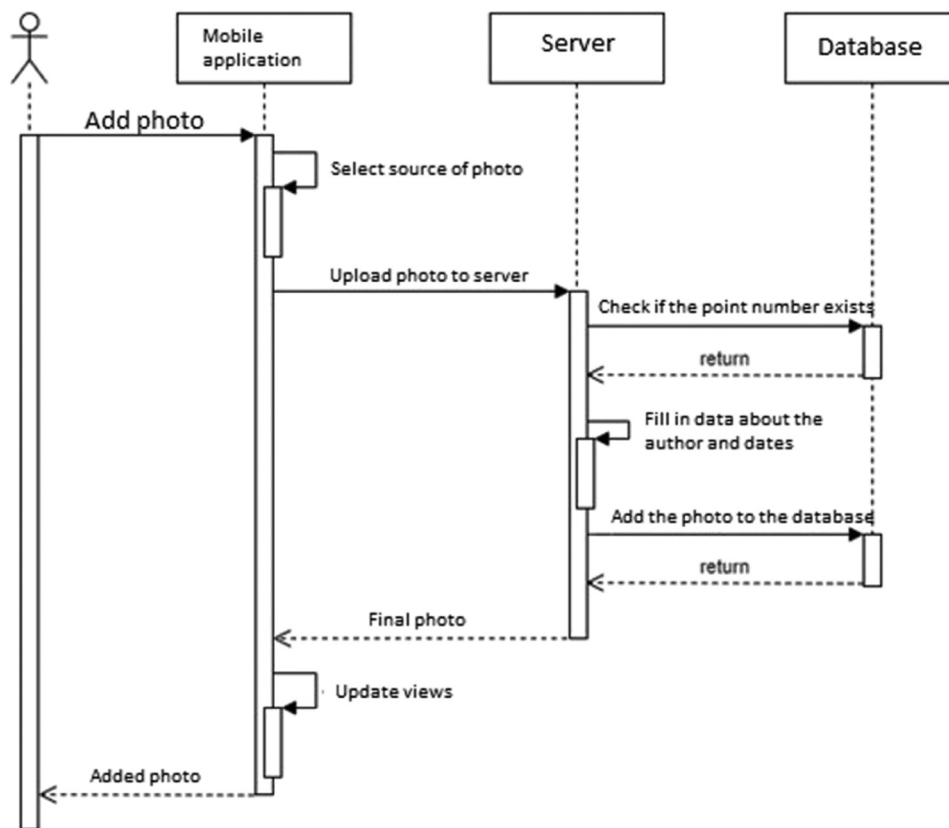 Mobile
application
Server
Database
Add photo
Select source of photo
Upload photo to server
Check if the point number exists
return
Fill in data about the
author and dates
Add the photo to the database
return
Final photo
Update views
Added photo